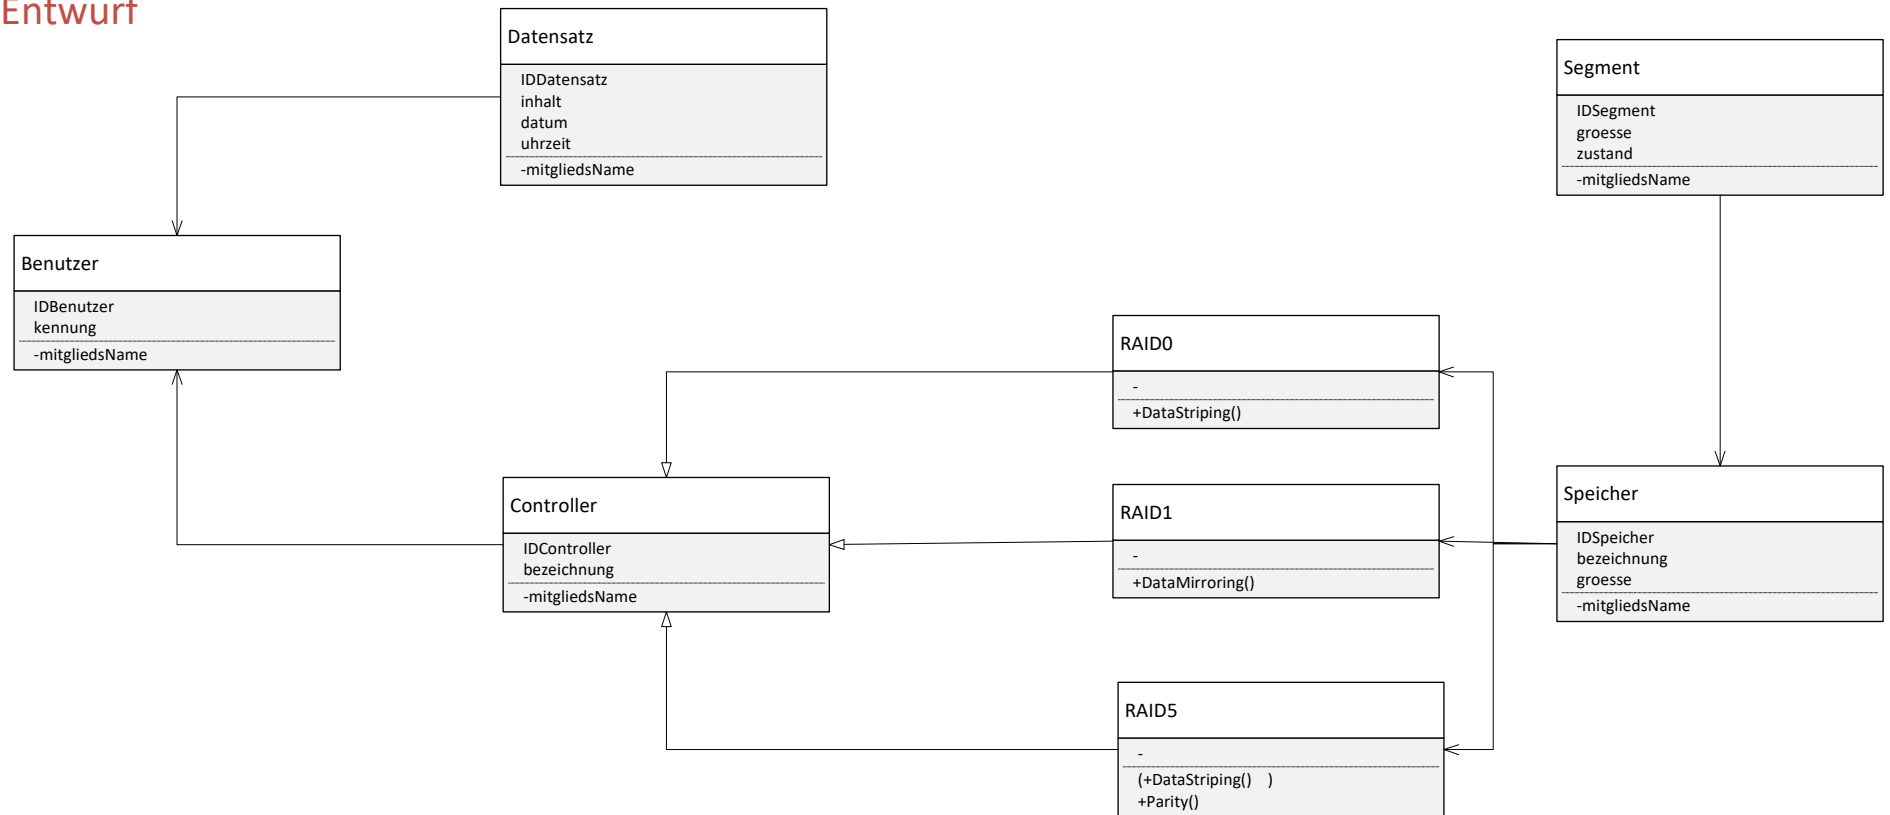 Entwurf
Datensatz
IDDatensatz
inhalt
datum
uhrzeit
-mitgliedsName
Segment
IDSegment
groesse
zustand
-mitgliedsName
Benutzer
IDBenutzer
kennung
-mitgliedsName
RAID0
-
+DataStriping()
Controller
IDController
bezeichnung
-mitgliedsName
RAID1
-
+DataMirroring()
Speicher
IDSpeicher
bezeichnung
groesse
-mitgliedsName
RAID5
-
(+DataStriping() )
+Parity()